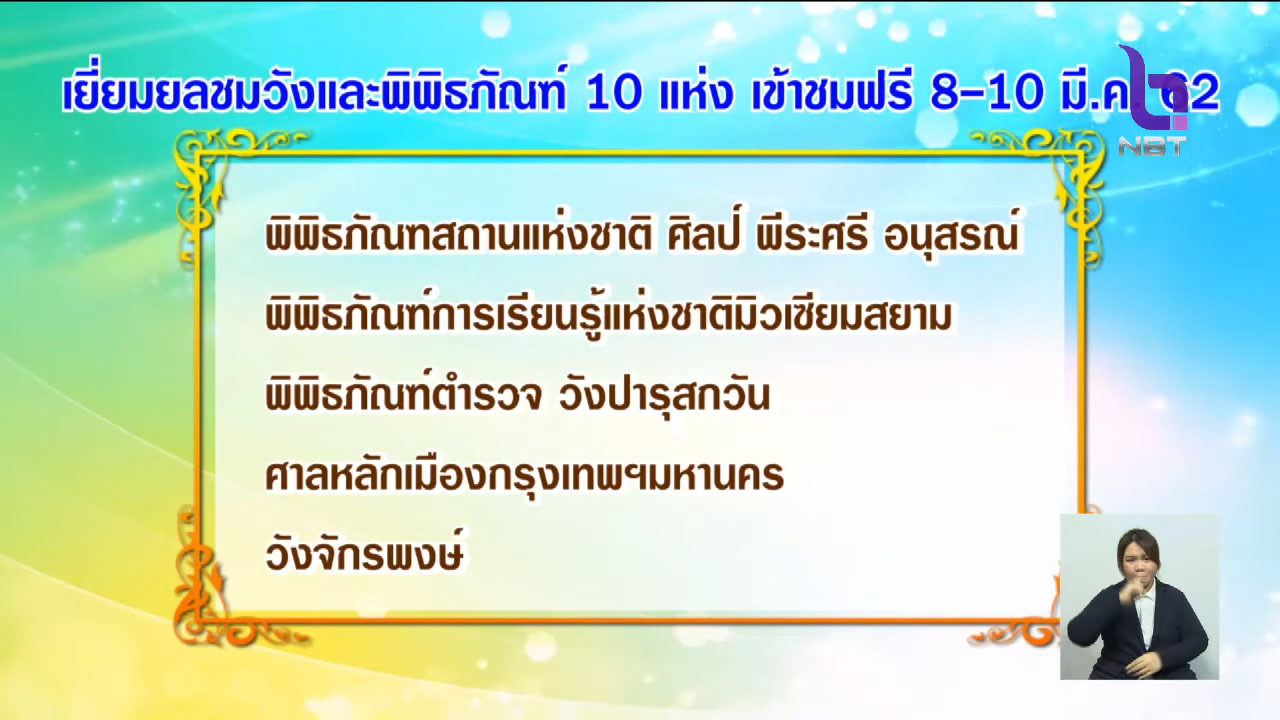 เยี่ยมยลชมวังและพิพิธภัณฑ์ 10 แห่ง เข้าชมฟรี 8-10 มี.ค. 62
NBT
พิพิธภัณฑสถานแห่งชาติ ศิลป์ พีระศรี อนุสรณ์
พิพิธภัณฑ์การเรียนรู้แห่งชาติมิวเซียมสยาม
พิพิธภัณฑ์ตำรวจ วังปารุสกวัน
ศาลหลักเมืองกรุงเทพฯมหานคร
วังจักรพงษ์